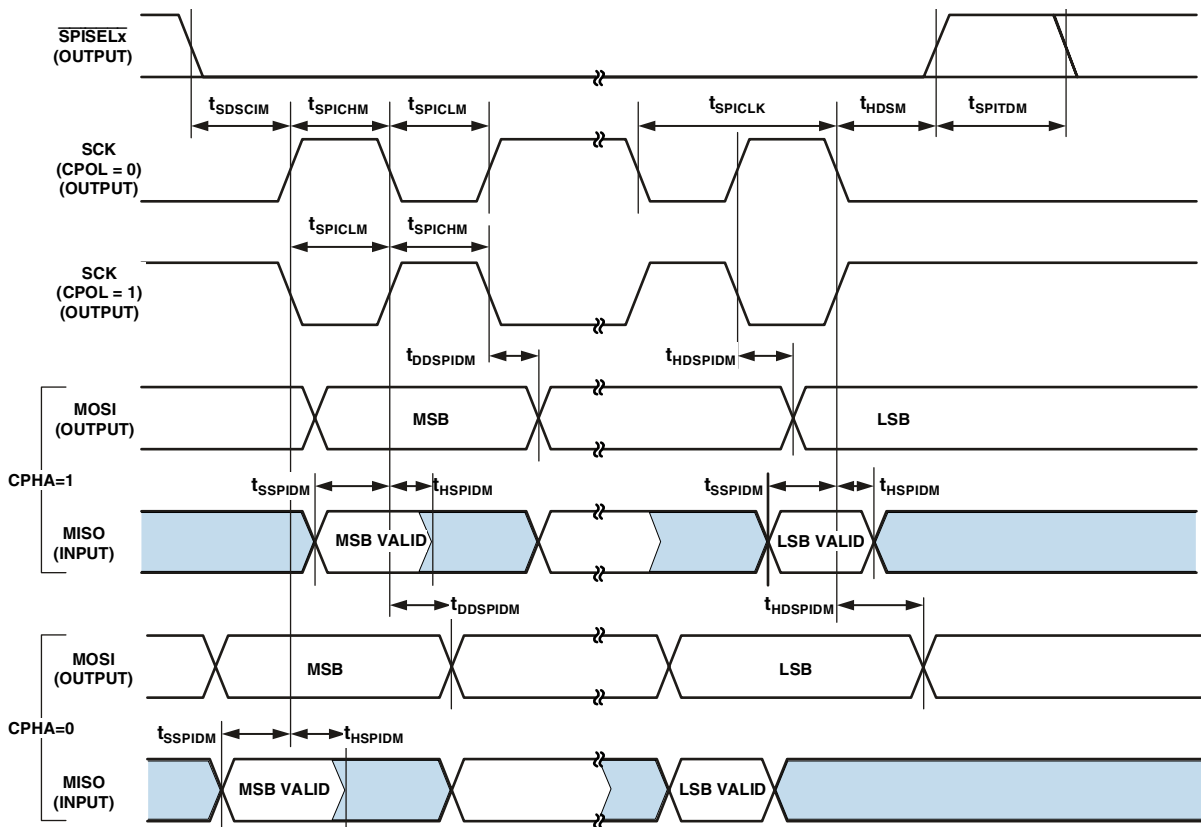 SPISELx
(OUTPUT)
tSDSCIM tSPICHM tSPICLM tSPICLK tHDSM tSPITDM
SCK
(CPOL = 0)
(OUTPUT)
tSPICLM tSPICHM
SCK
(CPOL = 1)
(OUTPUT)
tDDSPIDM tHDSPIDM
CPHA=1
MOSI
(OUTPUT)
MSB LSB
tSSPIDM tHSPIDM tSSPIDM tHSPIDM
MISO
(INPUT)
MSB VALID LSB VALID
tDDSPIDM tHDSPIDM
CPHA=0
MOSI
(OUTPUT)
MSB LSB
tSSPIDM tHSPIDM
MISO
(INPUT)
MSB VALID LSB VALID